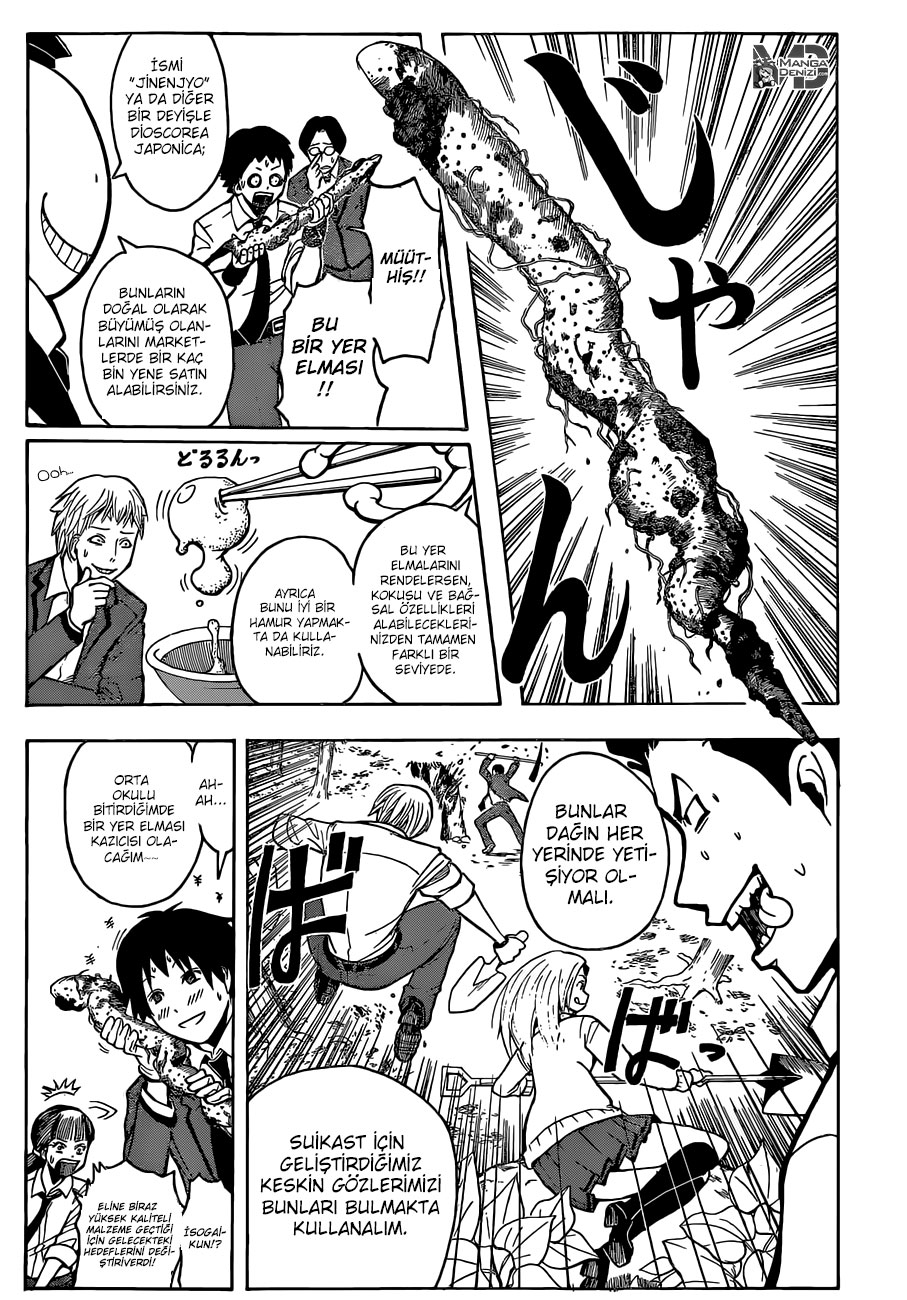 じゃん
MD
MANGA
DENIZI.com
MÜÜT-
HİŞ!!
BU
BİR YER
ELMASI
!!
İSMİ
"JİNENJYO"
YA DA DİĞER
BİR DEYİŞLE
DİOSCOREA
JAPONICA;
BUNLARIN
DOĞAL OLARAK
BÜYÜMÜŞ OLAN-
LARINI MARKET-
LERDE BİR KAÇ
BİN YENE SATIN
ALABİLİRSİNİZ.
どるるんっ
BU YER
ELMALARINI
RENDELERSEN,
KOKUSU VE BAĞ-
SAL ÖZELLİKLERİ
ALABİLECEKLERİ-
NİZDEN TAMAMEN
FARKLI BİR
SEVİYEDE.
AYRICA
BUNU İYİ BİR
HAMUR YAPMAK-
TA DA KULLA-
NABİLİRİZ.
Ooh...
BUNLAR
DAĞIN HER
YERİNDE YETİ-
ŞİYOR OL-
MALI.
ばばっ
SUİKAST İÇİN
GELİŞTİRDİĞİMİZ
KESKİN GÖZLERİMİZİ
BUNLARI BULMAKTA
KULLANALIM.
AH-
AH...
ORTA
OKULU
BİTİRDİĞİMDE
BİR YER ELMASI
KAZICISI OLA-
CAĞIM~~
¥
¥
¥
İSOGAİ-
KUN!?
ELİNE BİRAZ
YÜKSEK KALİTELİ
MALZEME GEÇTİĞİ
İÇİN GELECEKTEKİ
HEDEFLERİNİ DEĞİ-
ŞTİRİVERDİ!